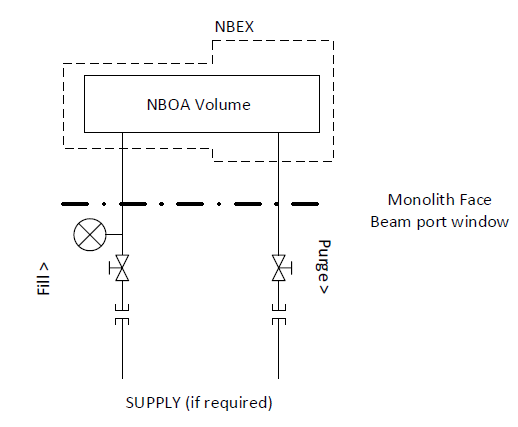 NBEX
NBOA Volume
Monolith Face
Beam port window
Fill >
Purge >
SUPPLY (if required)